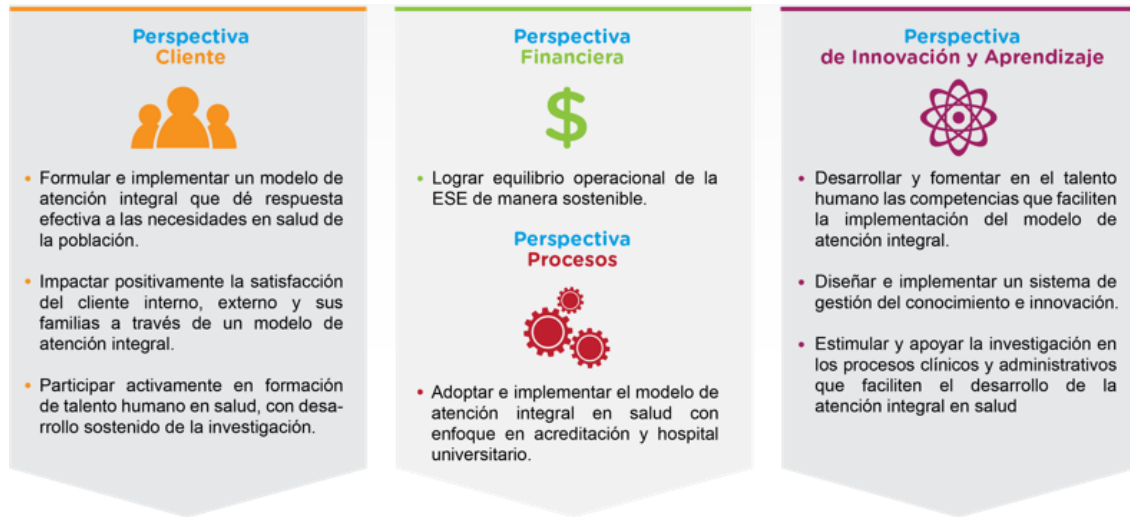 Perspectiva
Cliente
• Formular e implementar un modelo de
atención integral que dé respuesta
efectiva a las necesidades en salud de
la población.
• Impactar positivamente la satisfacción
del cliente interno, externo y sus
familias a través de un modelo de
atención integral.
• Participar activamente en formación
de talento humano en salud, con desa-
rrollo sostenido de la investigación.
Perspectiva
Financiera
$
• Lograr equilibrio operacional de la
ESE de manera sostenible.
Perspectiva
Procesos
• Adoptar e implementar el modelo de
atención integral en salud con
enfoque en acreditación y hospital
universitario.
Perspectiva
de Innovación y Aprendizaje
• Desarrollar y fomentar en el talento
humano las competencias que faciliten
la implementación del modelo de
atención integral.
• Diseñar e implementar un sistema de
gestión del conocimiento e innovación.
• Estimular y apoyar la investigación en
los procesos clínicos y administrativos
que faciliten el desarrollo de la
atención integral en salud